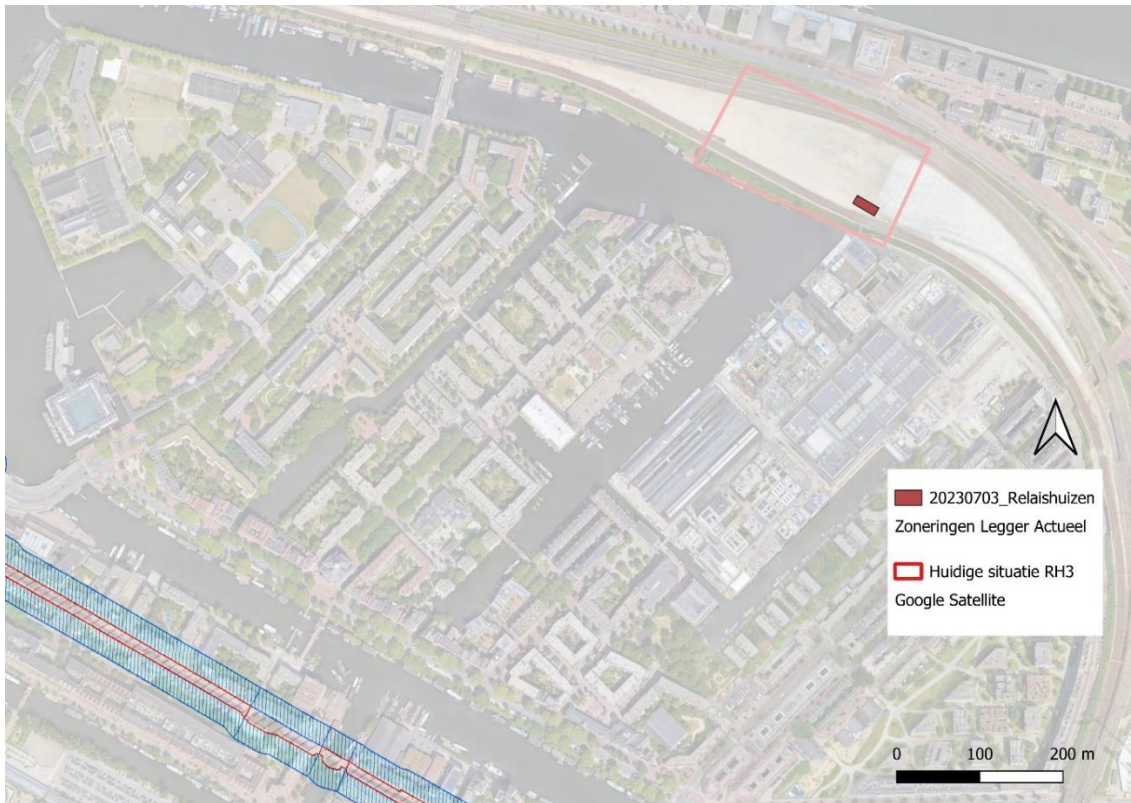 20230703_Relaishuizen
Zoneringen Legger Actueel
Huidige situatie RH3
Google Satellite
0 100 200 m